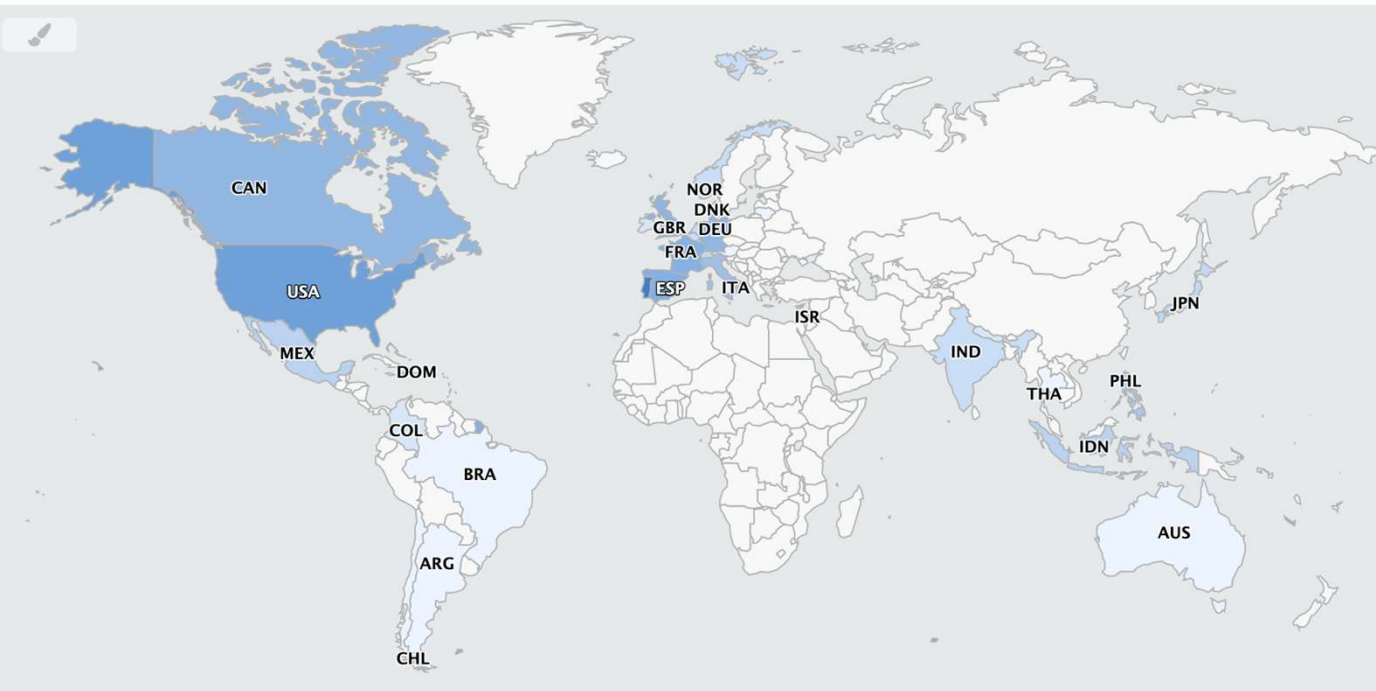 CAN
NOR
DNK
GBR
DEU
FRA
USA
ESP
ITA
JPN
ISR
MEX
IND
DOM
PHL
THA
COL
IDN
BRA
AUS
ARG
CHL